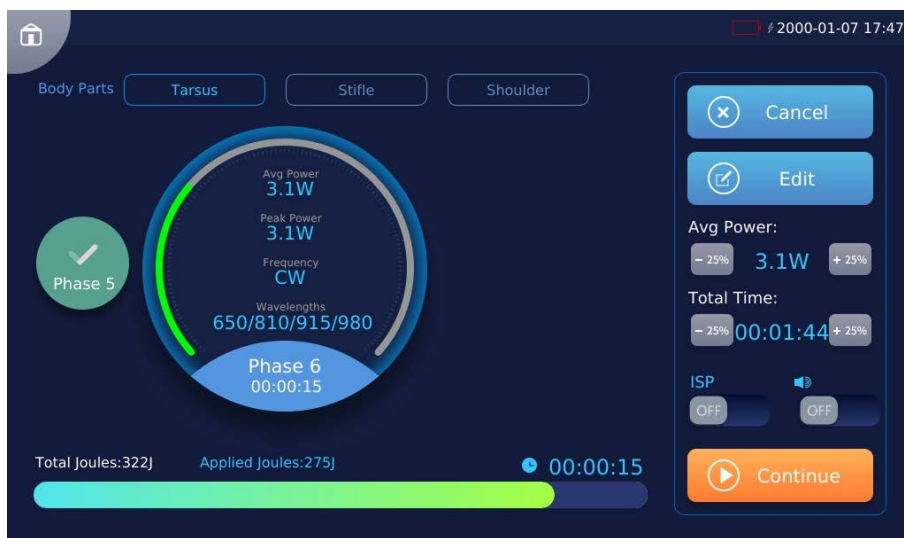 2000-01-07 17:47
Body Parts Tarsus Stifle Shoulder
Avg Power
3.1W
Peak Power
3.1W
Frequency
CW
Wavelengths
650/810/915/980
Phase 5
Phase 6
00:00:15
Total Joules:322J Applied Joules:275J 00:00:15
Cancel
Edit
Avg Power:
- 25% 3.1W + 25%
Total Time:
- 25% 00:01:44 + 25%
ISP
OFF OFF
Continue